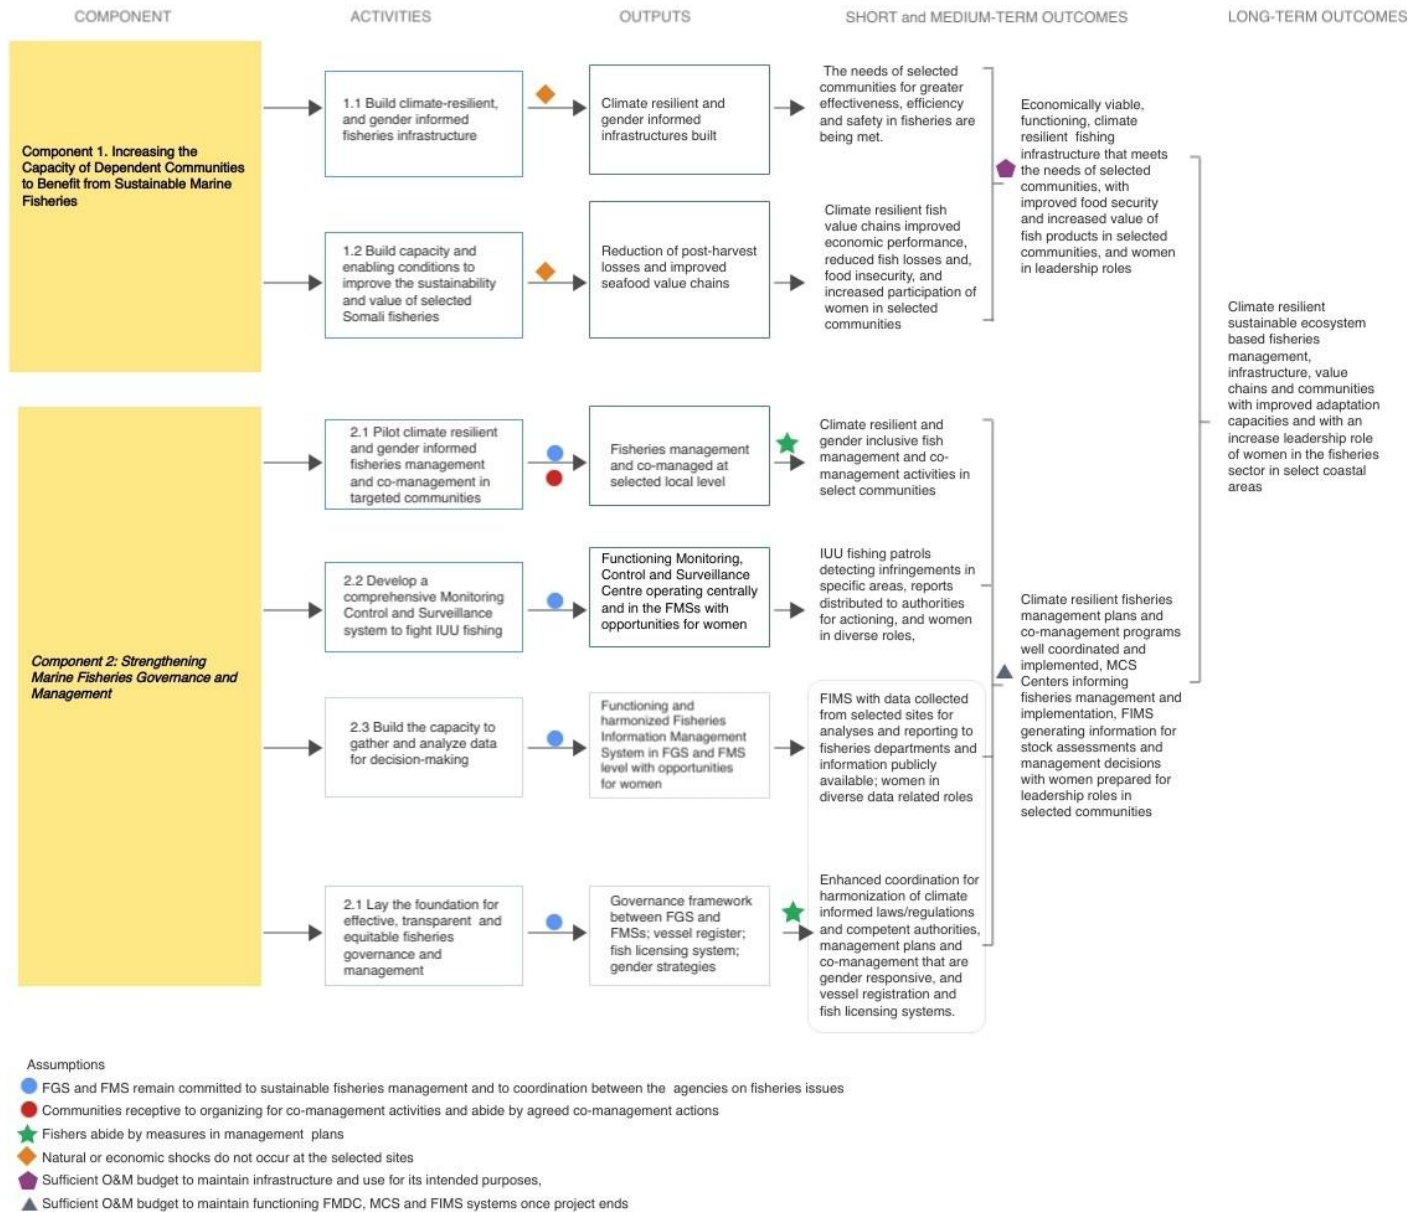 COMPONENT
ACTIVITIES
OUTPUTS
SHORT and MEDIUM-TERM OUTCOMES
LONG-TERM OUTCOMES
Component 1. Increasing the
Capacity of Dependent Communities
to Benefit from Sustainable Marine
Fisheries
1.1 Build climate-resilient,
and gender informed
fisheries infrastructure
Climate resilient and
gender informed
infrastructures built
The needs of selected
communities for greater
effectiveness, efficiency
and safety in fisheries are
being met.
1.2 Build capacity and
enabling conditions to
improve the sustainability
and value of selected
Somali fisheries
Reduction of post-harvest
losses and improved
seafood value chains
Climate resilient fish
value chains improved
economic performance,
reduced fish losses and,
food insecurity, and
increased participation of
women in selected
communities
Economically viable,
functioning, climate
resilient fishing
infrastructure that meets
the needs of selected
communities, with
improved food security
and increased value of
fish products in selected
communities, and women
in leadership roles
Component 2: Strengthening
Marine Fisheries Governance and
Management
2.1 Pilot climate resilient
and gender informed
fisheries management
and co-management in
targeted communities
Fisheries management
and co-managed at
selected local level
Climate resilient and
gender inclusive fish
management and co-
management activities in
select communities
2.2 Develop a
comprehensive Monitoring
Control and Surveillance
system to fight IUU fishing
Functioning Monitoring,
Control and Surveillance
Centre operating centrally
and in the FMSs with
opportunities for women
IUU fishing patrols
detecting infringements in
specific areas, reports
distributed to authorities
for actioning, and women
in diverse roles,
2.3 Build the capacity to
gather and analyze data
for decision-making
Functioning and
harmonized Fisheries
Information Management
System in FGS and FMS
level with opportunities
for women
FIMS with data collected
from selected sites for
analyses and reporting to
fisheries departments and
information publicly
available; women in
diverse data related roles
2.1 Lay the foundation for
effective, transparent and
equitable fisheries
governance and
management
Governance framework
between FGS and
FMSs; vessel register;
fish licensing system;
gender strategies
Enhanced coordination for
harmonization of climate
informed laws/regulations
and competent authorities,
management plans and
co-management that are
gender responsive, and
vessel registration and
fish licensing systems.
Climate resilient fisheries
management plans and
co-management programs
well coordinated and
implemented, MCS
Centers informing
fisheries management and
implementation, FIMS
generating information for
stock assessments and
management decisions
with women prepared for
leadership roles in
selected communities
Climate resilient
sustainable ecosystem
based fisheries
management,
infrastructure, value
chains and communities
with improved adaptation
capacities and with an
increase leadership role
of women in the fisheries
sector in select coastal
areas
Assumptions
FGS and FMS remain committed to sustainable fisheries management and to coordination between the agencies on fisheries issues
Communities receptive to organizing for co-management activities and abide by agreed co-management actions
Fishers abide by measures in management plans
Natural or economic shocks do not occur at the selected sites
Sufficient O&M budget to maintain infrastructure and use for its intended purposes,
Sufficient O&M budget to maintain functioning FMDC, MCS and FIMS systems once project ends